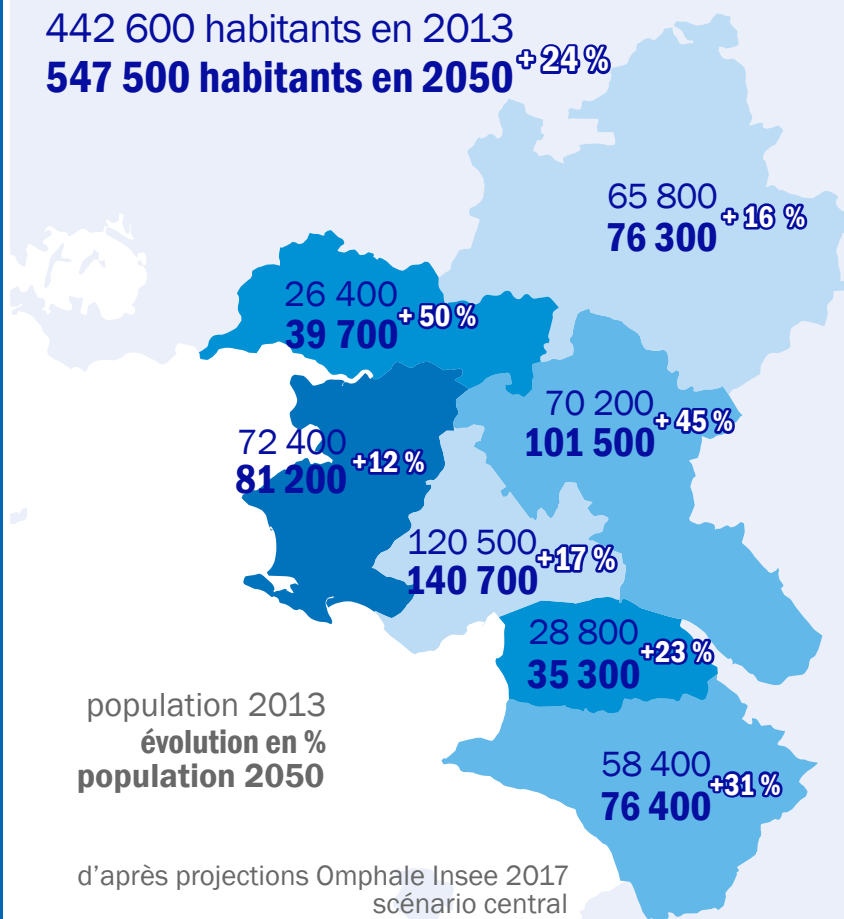 442 600 habitants en 2013
547 500 habitants en 2050 + 24 %
65 800
76 300 + 16 %
26 400
39 700 + 50 %
70 200
101 500 + 45 %
72 400
81 200 +12 %
120 500
140 700 +17 %
28 800
35 300 +23 %
population 2013
évolution en %
population 2050
58 400
76 400 +31 %
d'après projections Omphale Insee 2017
scénario central